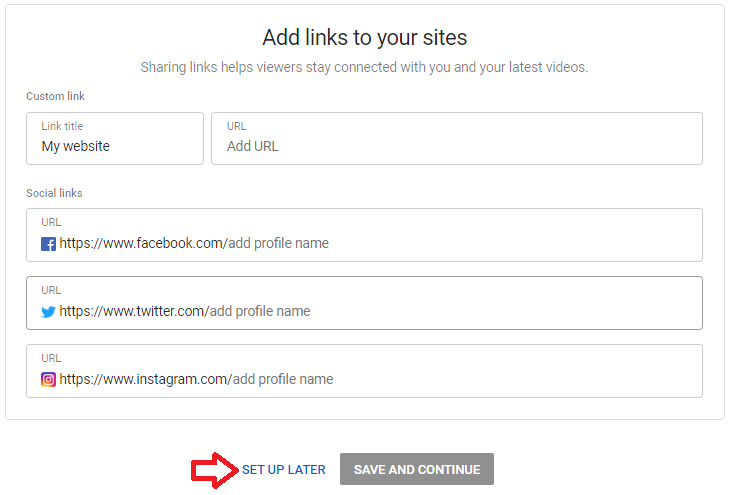 Add links to your sites
Sharing links helps viewers stay connected with you and your latest videos.
Custom link
Link title
My website
URL
Add URL
Social links
URL
https://www.facebook.com/add profile name
URL
https://www.twitter.com/add profile name
URL
https://www.instagram.com/add profile name
SET UP LATER
SAVE AND CONTINUE